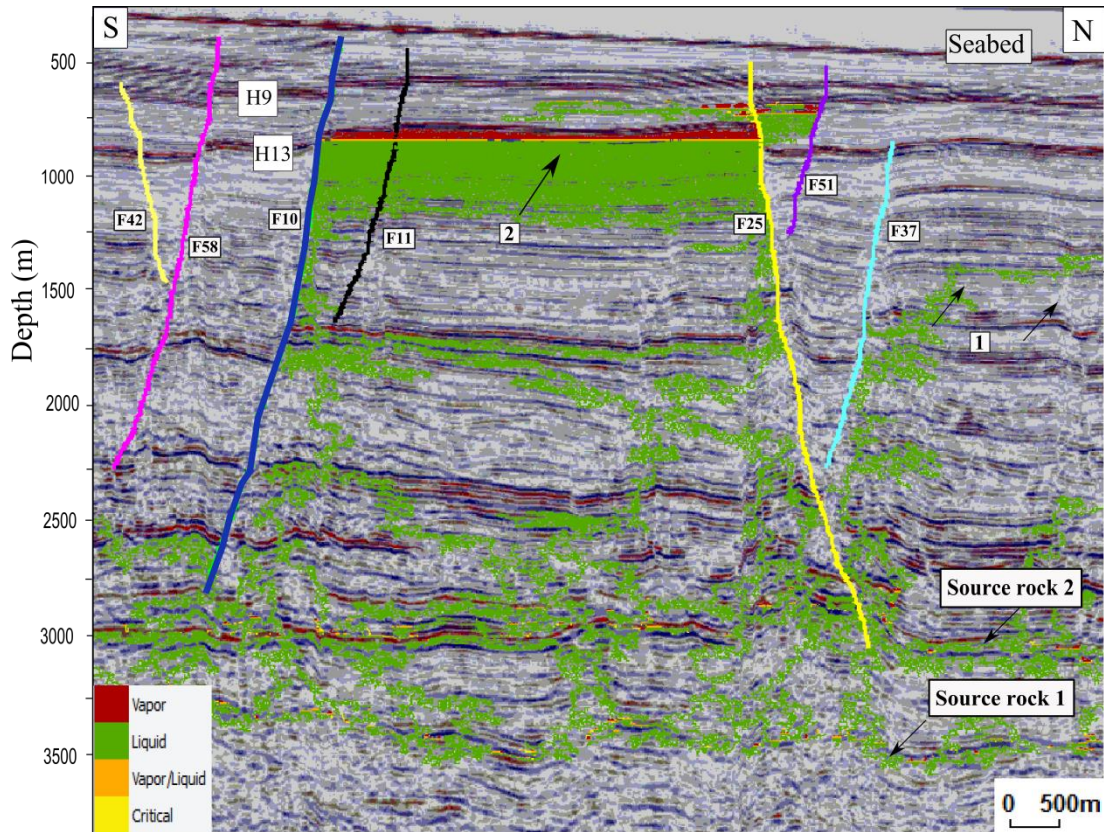 S
N
Seabed
500
H9
H13
1000
F42
F58
F10
F11
2
F25
F51
F37
Depth (m)
1500
1
2000
2500
Source rock 2
3000
Source rock 1
3500
Vapor
Liquid
Vapor/Liquid
Critical
0 500m